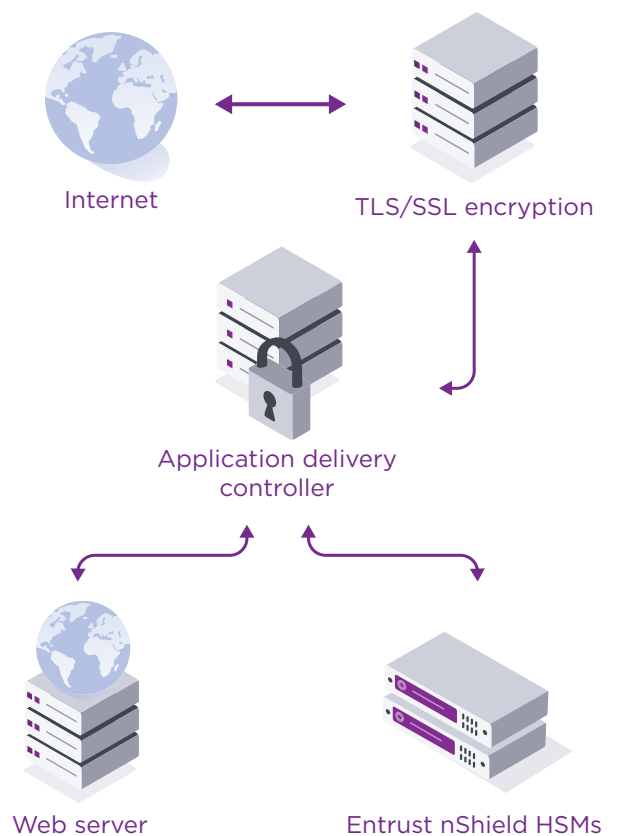 Internet
TLS/SSL encryption
Application delivery
controller
Web server
Entrust nShield HSMs